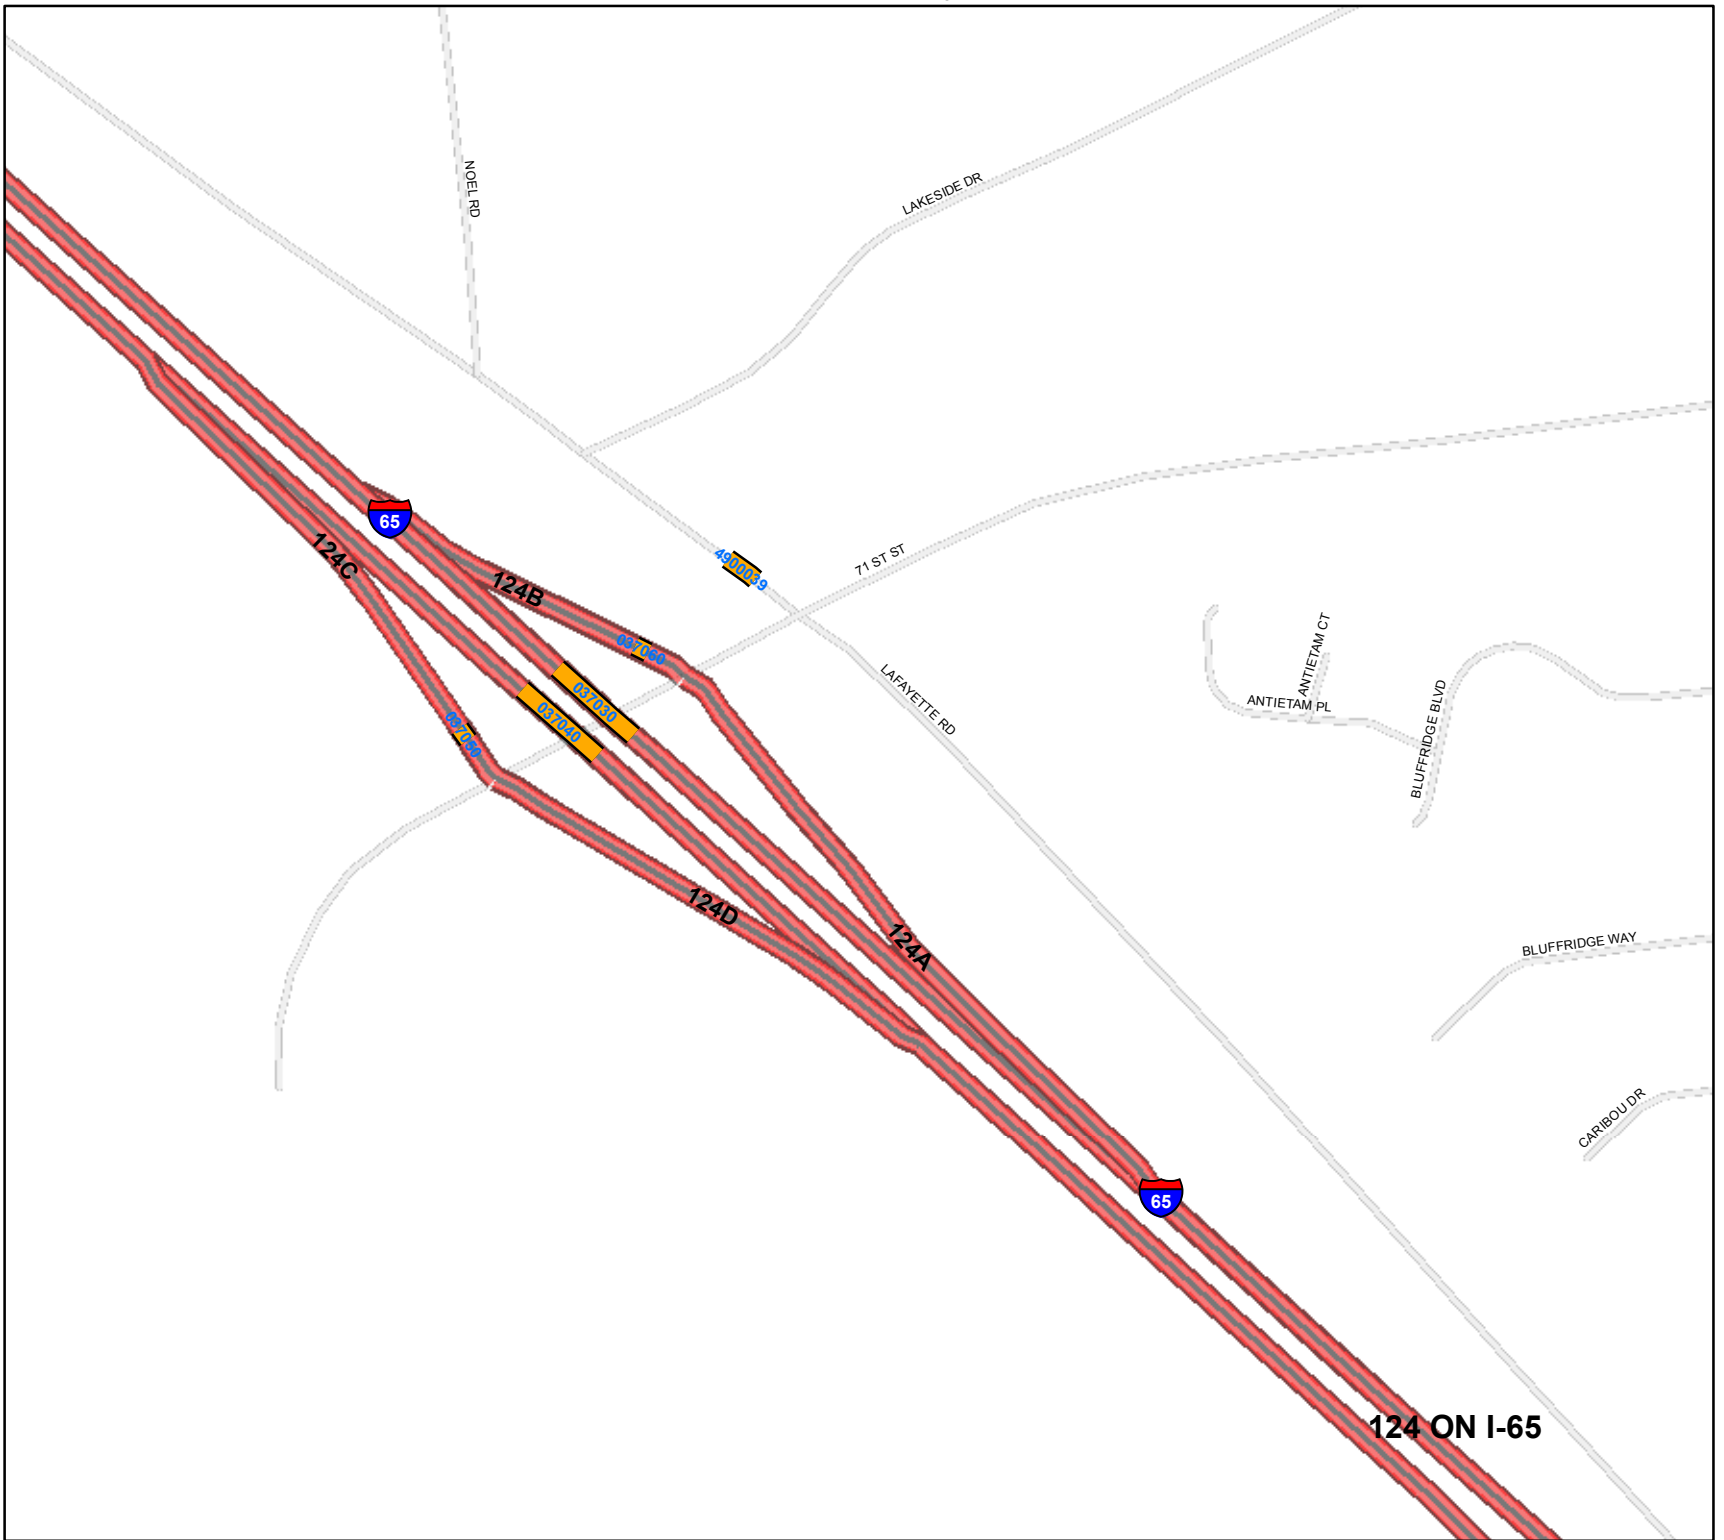 NOEL RD
LAKESIDE DR
65
124C
124B
4900039
71 ST ST
037060
037030
037040
LAFAYETTE RD
ANTIETAM CT
ANTIETAM PL
BLUFFRIDGE BLVD
124D
124A
BLUFFRIDGE WAY
CARIBOU DR
65
124 ON I-65